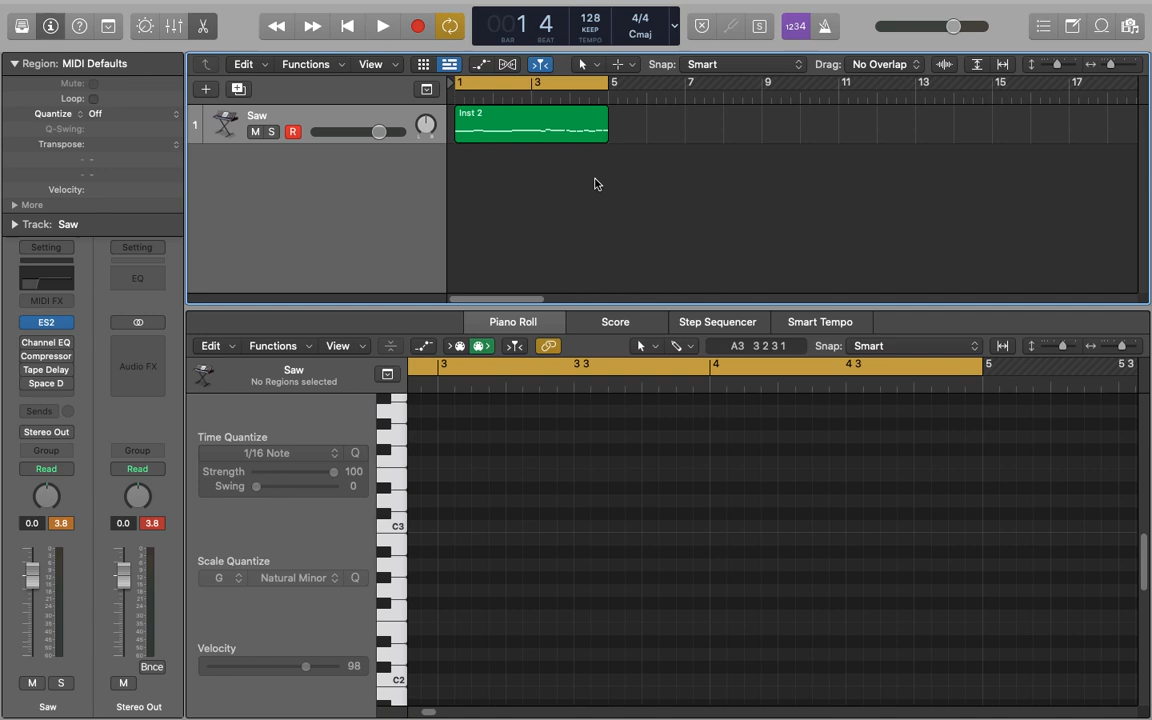 1 4 128 4/4
001 KEEP Cmaj
BAR BEAT TEMPO
1234
Region: MIDI Defaults
Mute:
Loop:
Quantize Off
Q-Swing:
Transpose:
Velocity:
More
Track: Saw
Edit Functions View Snap: Smart Drag: No Overlap
1 3 5 7 9 11 13 15 17
1 Saw
M S R
L R
Inst 2
Setting Setting
EQ
MIDI FX
ES2
Channel EQ
Compressor
Tape Delay
Space D
Audio FX
Sends
Stereo Out
Group Group
Read Read
0.0 3.8 0.0 3.8
Bnce
M S M
Saw Stereo Out
Piano Roll Score Step Sequencer Smart Tempo
Edit Functions View A3 3 2 3 1 Snap: Smart
3 3 3 4 4 3 5 5 3
Saw
No Regions selected
Time Quantize
1/16 Note Q
Strength 100
Swing 0
C3
Scale Quantize
G Natural Minor Q
Velocity
98
C2